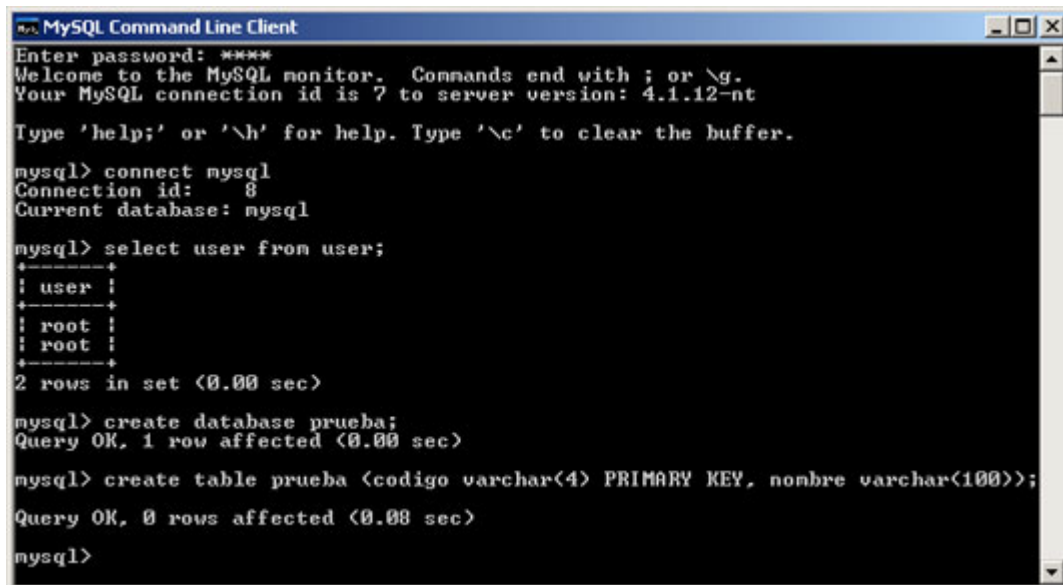 MySQL Command Line Client
Enter password: ****
Welcome to the MySQL monitor.  Commands end with ; or \g.
Your MySQL connection id is 7 to server version: 4.1.12-nt
Type 'help;' or '\h' for help. Type '\c' to clear the buffer.
mysql> connect mysql
Connection id:    8
Current database: mysql
mysql> select user from user;
+------+
| user |
+------+
| root |
| root |
+------+
2 rows in set (0.00 sec)
mysql> create database prueba;
Query OK, 1 row affected (0.00 sec)
mysql> create table prueba (codigo varchar(4) PRIMARY KEY, nombre varchar(100));
Query OK, 0 rows affected (0.08 sec)
mysql>